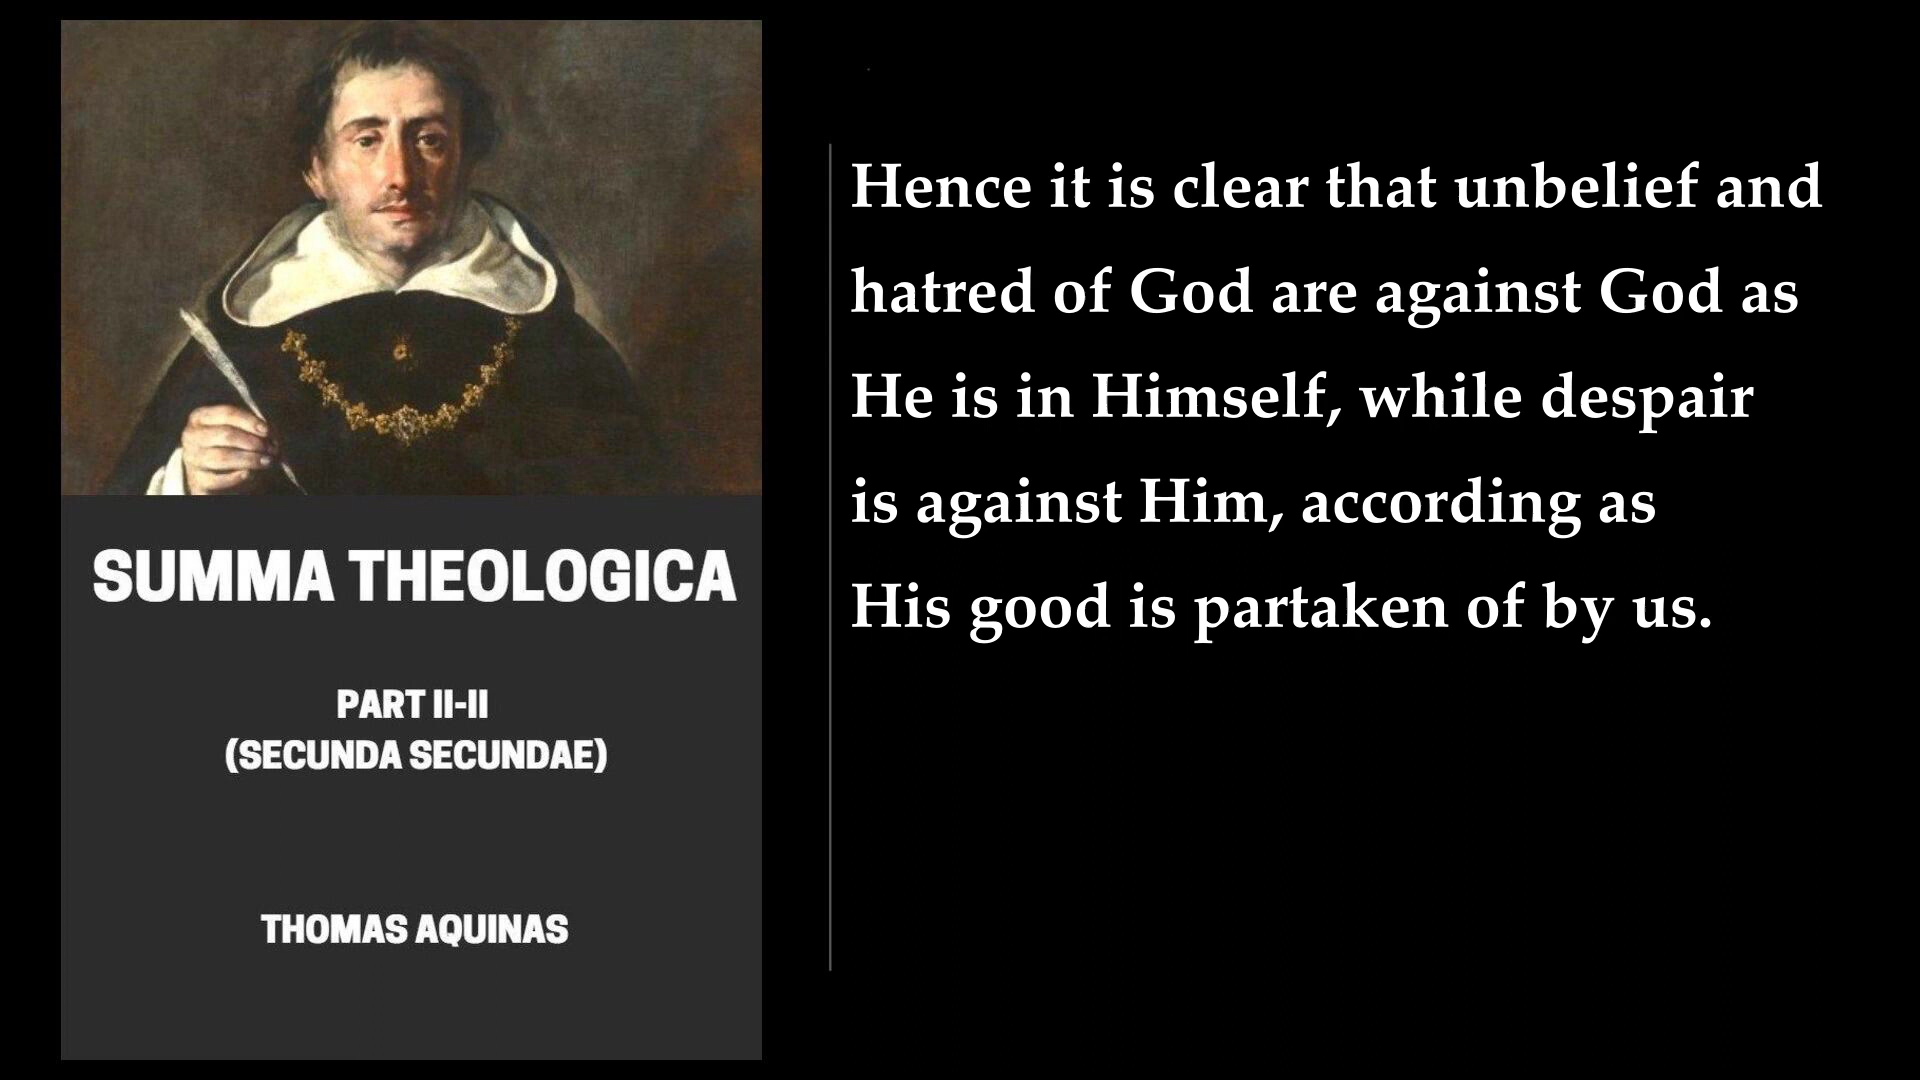 SUMMA THEOLOGICA
PART II-II
(SECUNDA SECUNDAE)
THOMAS AQUINAS
Hence it is clear that unbelief and
hatred of God are against God as
He is in Himself, while despair
is against Him, according as
His good is partaken of by us.